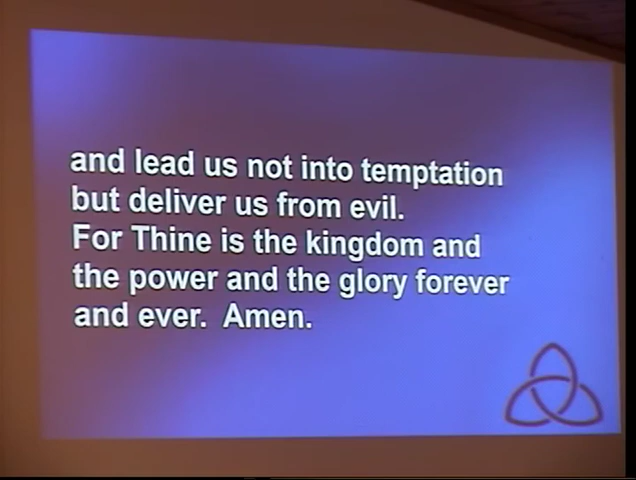 and lead us not into temptation
but deliver us from evil.
For Thine is the kingdom and
the power and the glory forever
and ever.  Amen.